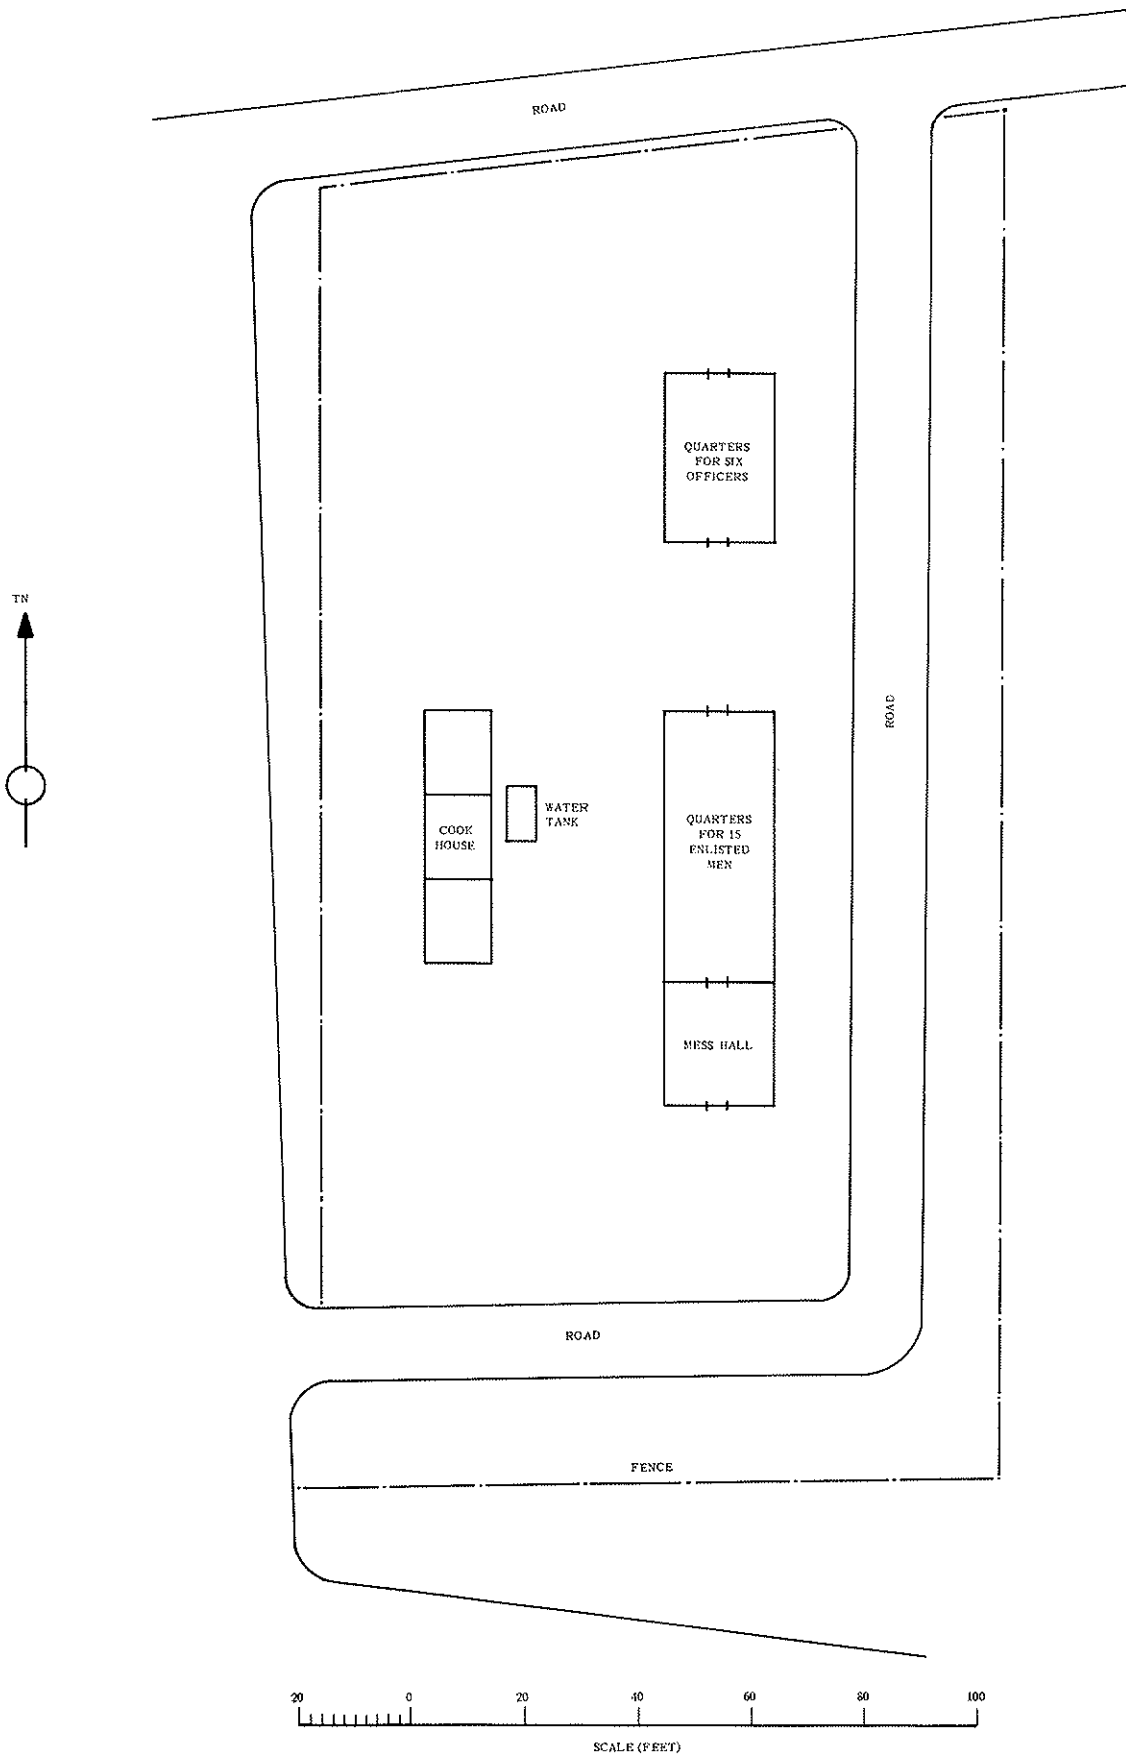 ROAD
QUARTERS
FOR SIX
OFFICERS
TN
ROAD
WATER
TANK
COOK
HOUSE
QUARTERS
FOR 15
ENLISTED
MEN
MESS HALL
ROAD
FENCE
20 0 20 40 60 80 100
SCALE (FEET)